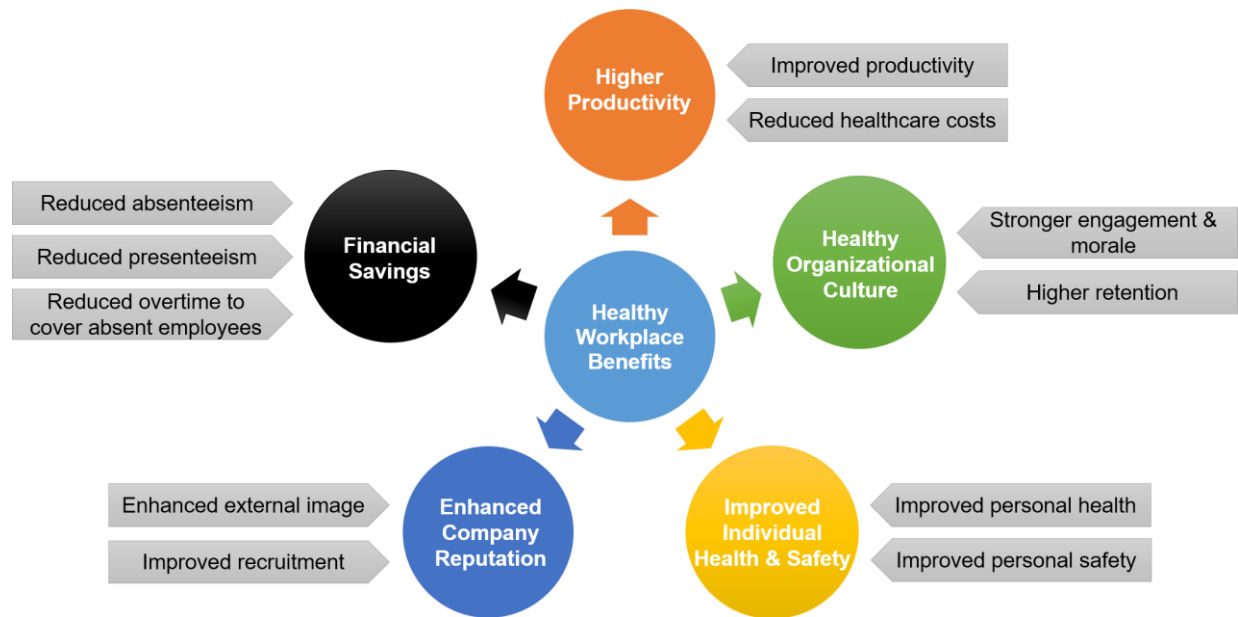 Higher
Productivity
Improved productivity
Reduced healthcare costs
Reduced absenteeism
Reduced presenteeism
Reduced overtime to
cover absent employees
Financial
Savings
Healthy
Workplace
Benefits
Healthy
Organizational
Culture
Stronger engagement &
morale
Higher retention
Enhanced external image
Improved recruitment
Enhanced
Company
Reputation
Improved
Individual
Health & Safety
Improved personal health
Improved personal safety